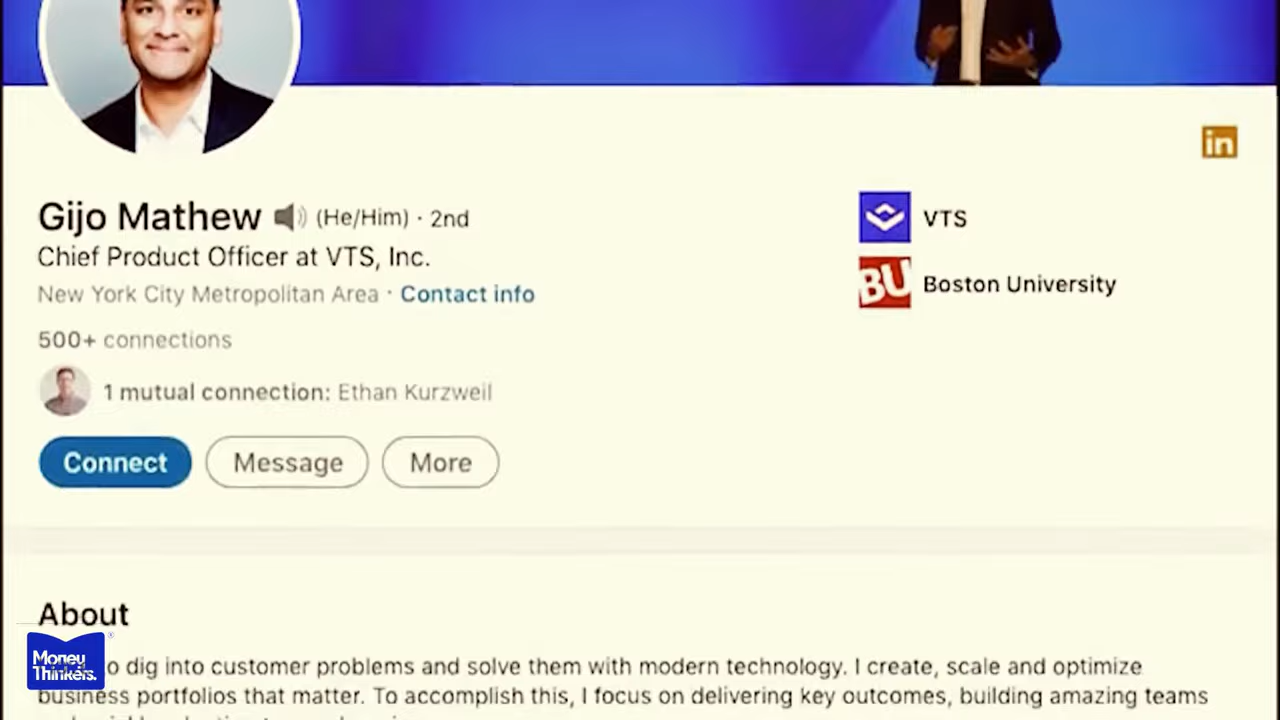 in
Gijo Mathew (He/Him) · 2nd
VTS
Chief Product Officer at VTS, Inc.
New York City Metropolitan Area · Contact info
BU Boston University
500+ connections
1 mutual connection: Ethan Kurzweil
Connect Message More
About
Money
Thinkers.
®
dig into customer problems and solve them with modern technology. I create, scale and optimize
business portfolios that matter. To accomplish this, I focus on delivering key outcomes, building amazing teams